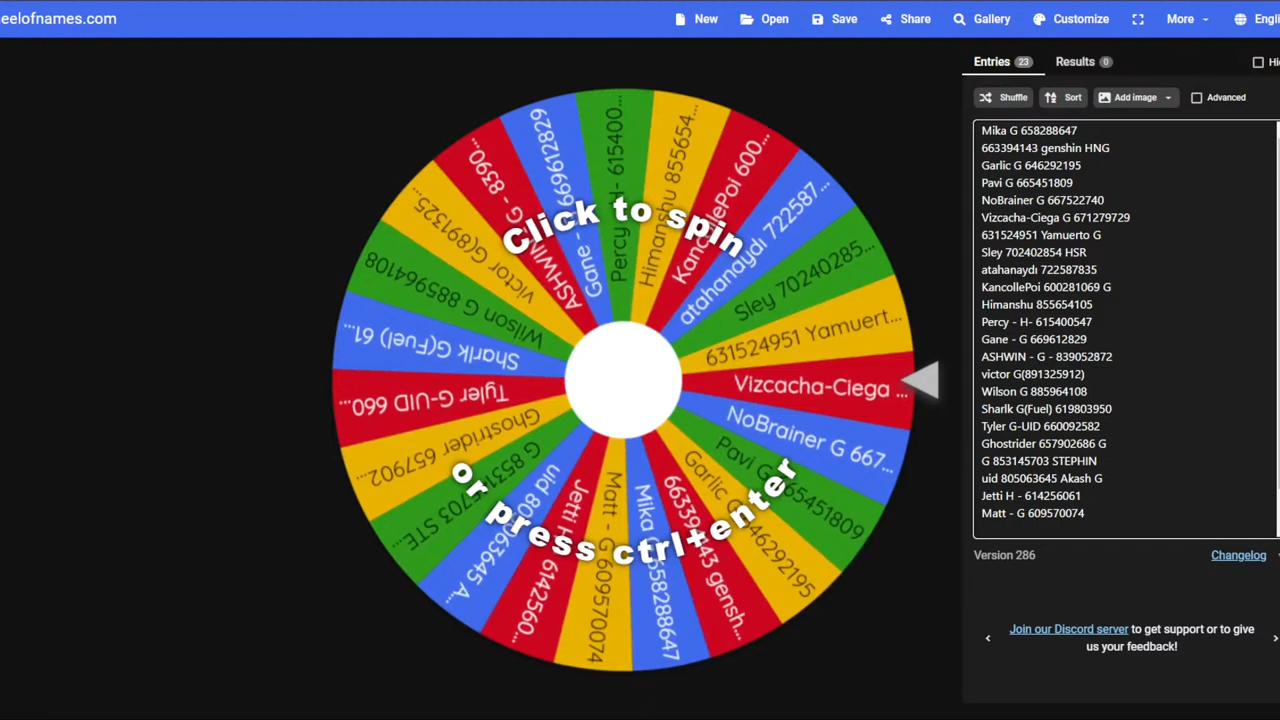 eelofnames.com
New
Open
Save
Share
Gallery
Customize
More
Engli
Entries 23
Results 0
Hi
Shuffle
Sort
Add image
Advanced
Mika G 658288647
663394143 genshin HNG
Garlic G 646292195
Pavi G 665451809
NoBrainer G 667522740
Vizcacha-Ciega G 671279729
631524951 Yamuerto G
Sley 702402854 HSR
atahanaydı 722587835
KancollePoi 600281069 G
Himanshu 855654105
Percy - H- 615400547
Gane - G - 669612829
ASHWIN - G - 839052872
victor G(891325912)
Wilson G 885964108
Sharlk G(Fuel) 619803950
Tyler G-UID 660092582
Ghostrider 657902686 G
G 853145703 STEPHIN
uid 805063645 Akash G
Jetti H - 614256061
Matt - G 609570074
Version 286
Changelog
Join our Discord server to get support or to give
us your feedback!
Click to spin
or press ctrl+enter
Percy H- 615400...
Himanshu 855654...
KancollePoi 600...
atahanaydı 722587...
Sley 70240285...
631524951 Yamuert...
Vizcacha-Ciega ...
NoBrainer G 667...
Pavi G 665451809
Garlic G 646292195
663394143 gensh...
Mika G 658288647
Matt - G 609570074
Jetti H - 6142560...
uid 805063645 A...
G 853145703 STE...
Ghostrider 657902...
Tyler G-UID 660...
Sharlk G(Fuel) 61...
Wilson G 885964108
victor G(891325...
ASHWIN - G - 8390...
Gane - G - 669612829